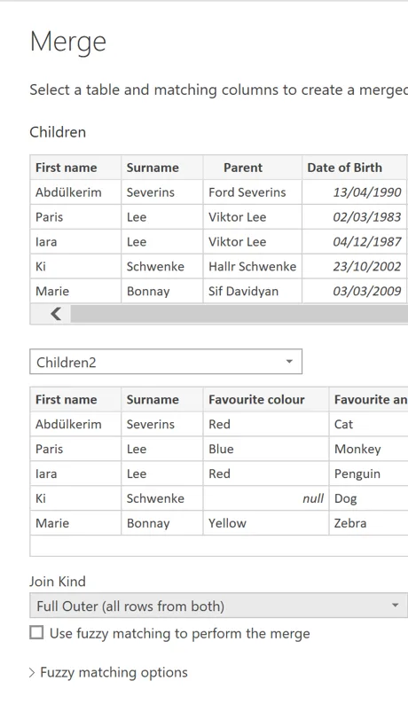 Merge
Select a table and matching columns to create a merged
Children
First name Surname Parent Date of Birth
Abdülkerim Severins Ford Severins 13/04/1990
Paris Lee Viktor Lee 02/03/1983
Iara Lee Viktor Lee 04/12/1987
Ki Schwenke Hallr Schwenke 23/10/2002
Marie Bonnay Sif Davidyan 03/03/2009
Children2
First name Surname Favourite colour Favourite an
Abdülkerim Severins Red Cat
Paris Lee Blue Monkey
Iara Lee Red Penguin
Ki Schwenke null Dog
Marie Bonnay Yellow Zebra
Join Kind
Full Outer (all rows from both)
Use fuzzy matching to perform the merge
Fuzzy matching options